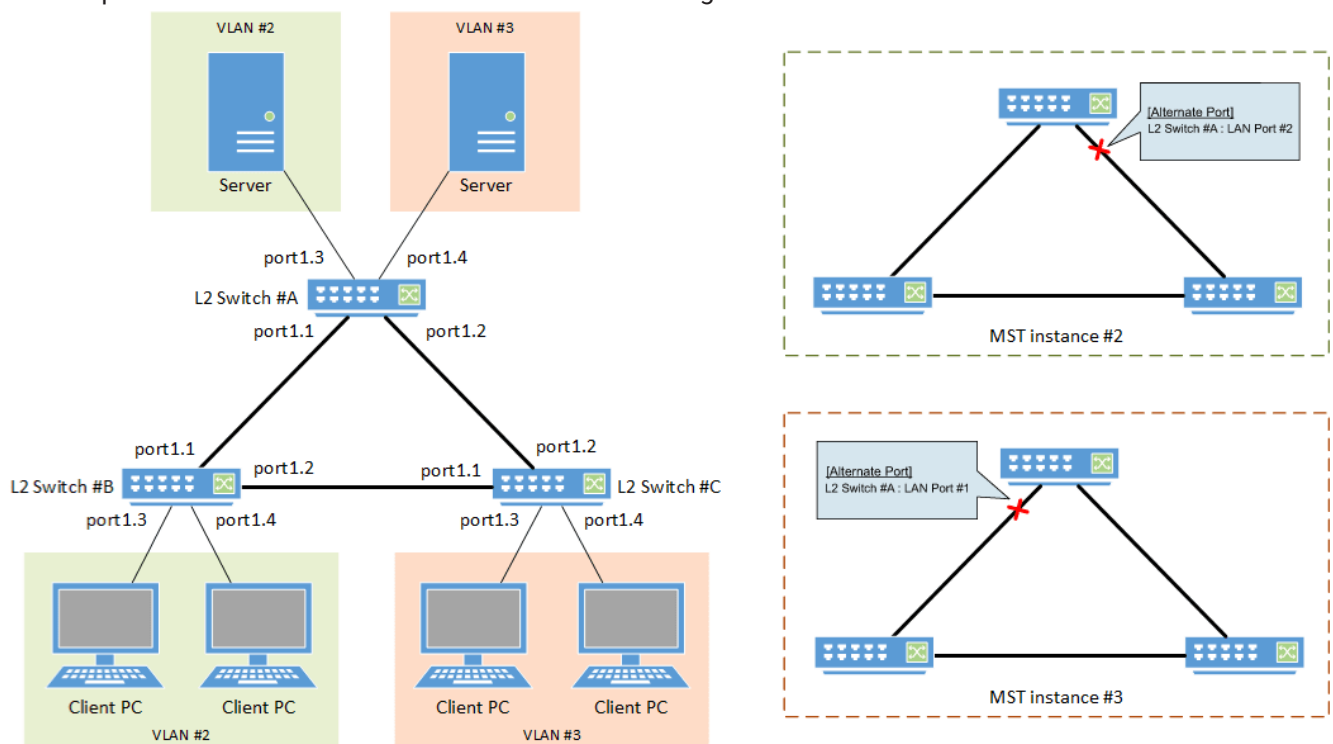 VLAN #2
VLAN #3
Server
Server
port1.3
port1.4
L2 Switch #A
port1.1
port1.2
port1.1
port1.2
port1.1
port1.2
L2 Switch #B
L2 Switch #C
port1.3
port1.4
port1.3
port1.4
Client PC
Client PC
Client PC
Client PC
VLAN #2
VLAN #3
[Alternate Port]
L2 Switch #A : LAN Port #2
MST instance #2
[Alternate Port]
L2 Switch #A : LAN Port #1
MST instance #3